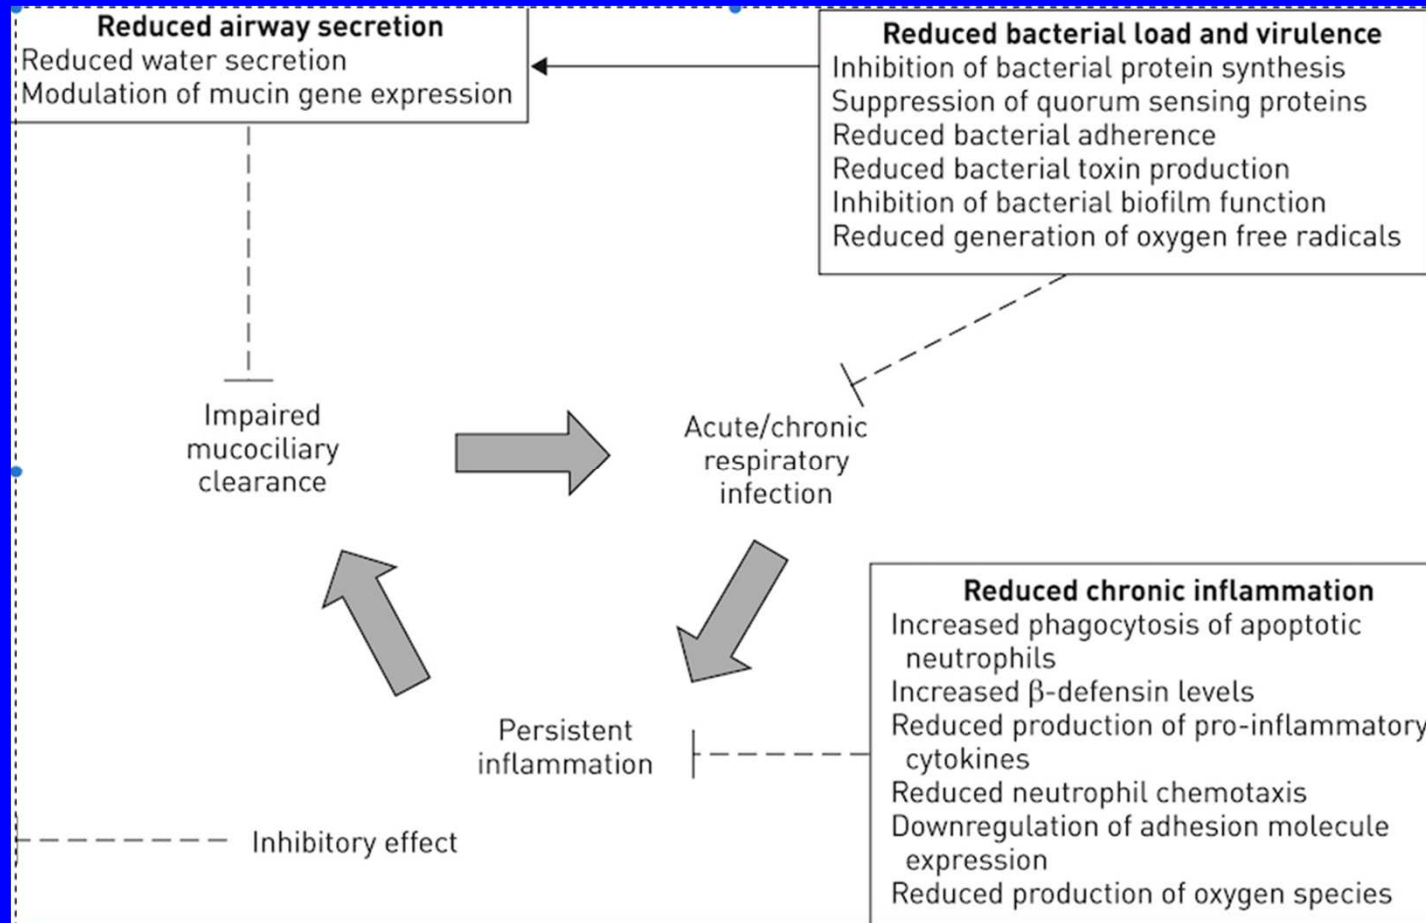 Reduced airway secretion
Reduced water secretion
Modulation of mucin gene expression
Reduced bacterial load and virulence
Inhibition of bacterial protein synthesis
Suppression of quorum sensing proteins
Reduced bacterial adherence
Reduced bacterial toxin production
Inhibition of bacterial biofilm function
Reduced generation of oxygen free radicals
Impaired
mucociliary
clearance
Acute/chronic
respiratory
infection
Persistent
inflammation
Reduced chronic inflammation
Increased phagocytosis of apoptotic
neutrophils
Increased β-defensin levels
Reduced production of pro-inflammatory
cytokines
Reduced neutrophil chemotaxis
Downregulation of adhesion molecule
expression
Reduced production of oxygen species
Inhibitory effect